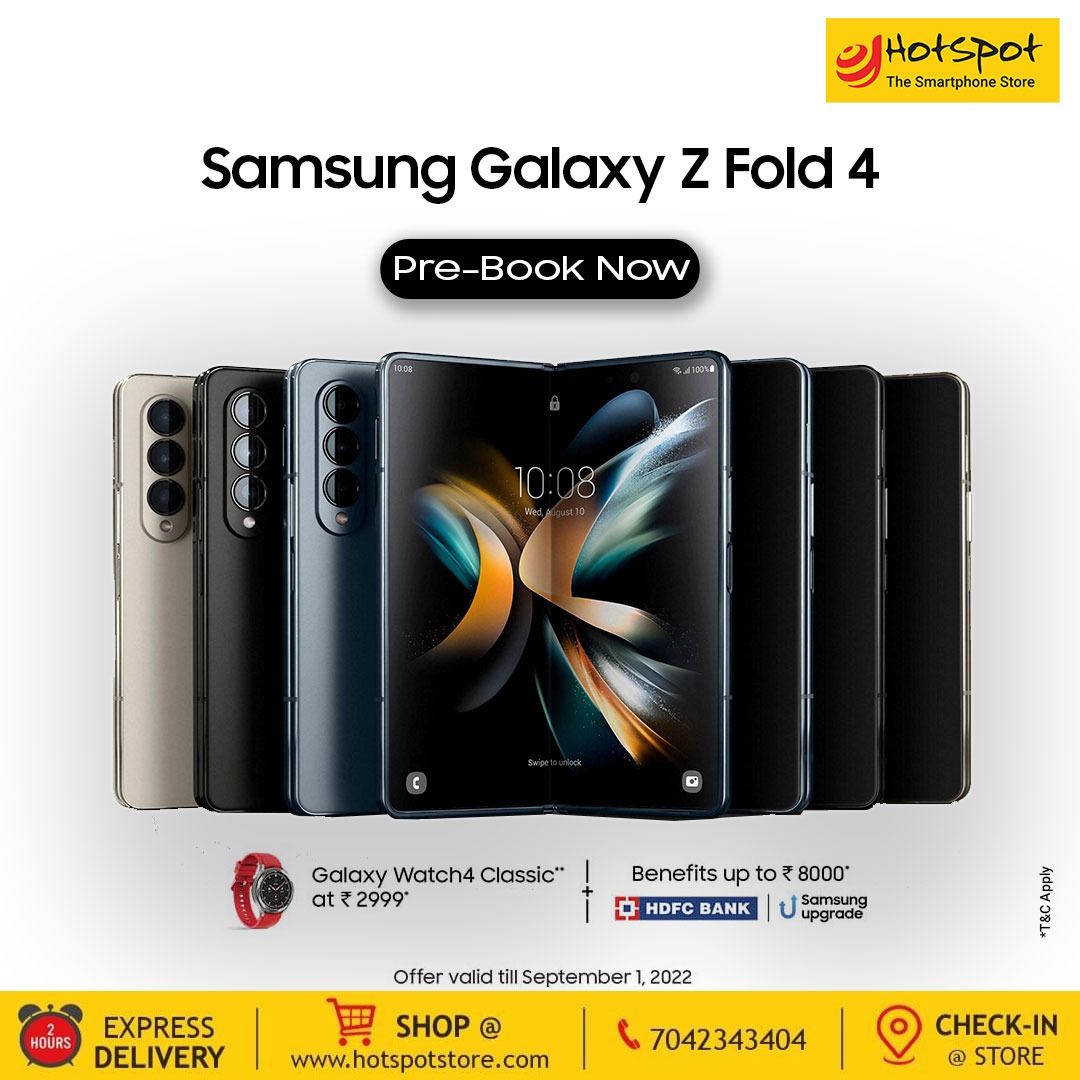 HOTSPOT
The Smartphone Store
Samsung Galaxy Z Fold 4
Pre-Book Now
10:08
100%
10:08
Wed, August 10
Swipe to unlock
Galaxy Watch4 Classic**
at ₹ 2999*
+
Benefits up to ₹ 8000*
HDFC BANK
Samsung
upgrade
*T&C Apply
Offer valid till September 1, 2022
2
HOURS
EXPRESS
DELIVERY
SHOP @
www.hotspotstore.com
7042343404
CHECK-IN
@ STORE